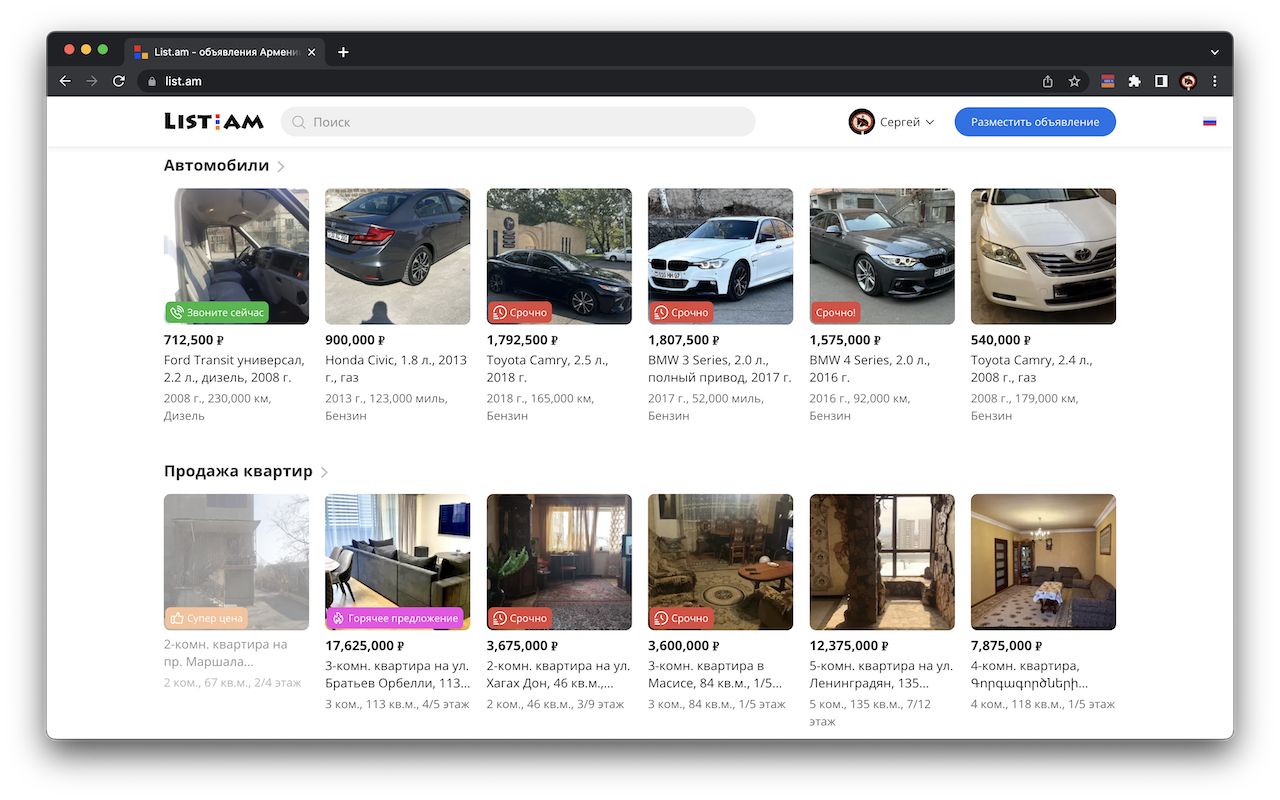 List.am – объявления Армени
list.am
LIST.AM
Поиск
Сергей
Разместить объявление
Автомобили
Звоните сейчас
Срочно
Срочно
Срочно!
712,500 ₽
900,000 ₽
1,792,500 ₽
1,807,500 ₽
1,575,000 ₽
540,000 ₽
Ford Transit универсал,
2.2 л., дизель, 2008 г.
Honda Civic, 1.8 л., 2013
г., газ
Toyota Camry, 2.5 л.,
2018 г.
BMW 3 Series, 2.0 л.,
полный привод, 2017 г.
BMW 4 Series, 2.0 л.,
2016 г.
Toyota Camry, 2.4 л.,
2008 г., газ
2008 г., 230,000 км,
Дизель
2013 г., 123,000 миль,
Бензин
2018 г., 165,000 км,
Бензин
2017 г., 52,000 миль,
Бензин
2016 г., 92,000 км,
Бензин
2008 г., 179,000 км,
Бензин
Продажа квартир
Супер цена
Горячее предложение
Срочно
Срочно
2-комн. квартира на
пр. Маршала...
2 ком., 67 кв.м., 2/4 этаж
17,625,000 ₽
3-комн. квартира на ул.
Братьев Орбелли, 113...
3 ком., 113 кв.м., 4/5 этаж
3,675,000 ₽
2-комн. квартира на ул.
Хагах Дон, 46 кв.м.,...
2 ком., 46 кв.м., 3/9 этаж
3,600,000 ₽
3-комн. квартира в
Масисе, 84 кв.м., 1/5...
3 ком., 84 кв.м., 1/5 этаж
12,375,000 ₽
5-комн. квартира на ул.
Ленинградян, 135...
5 ком., 135 кв.м., 7/12
этаж
7,875,000 ₽
4-комн. квартира,
Գորգագործների...
4 ком., 118 кв.м., 1/5 этаж